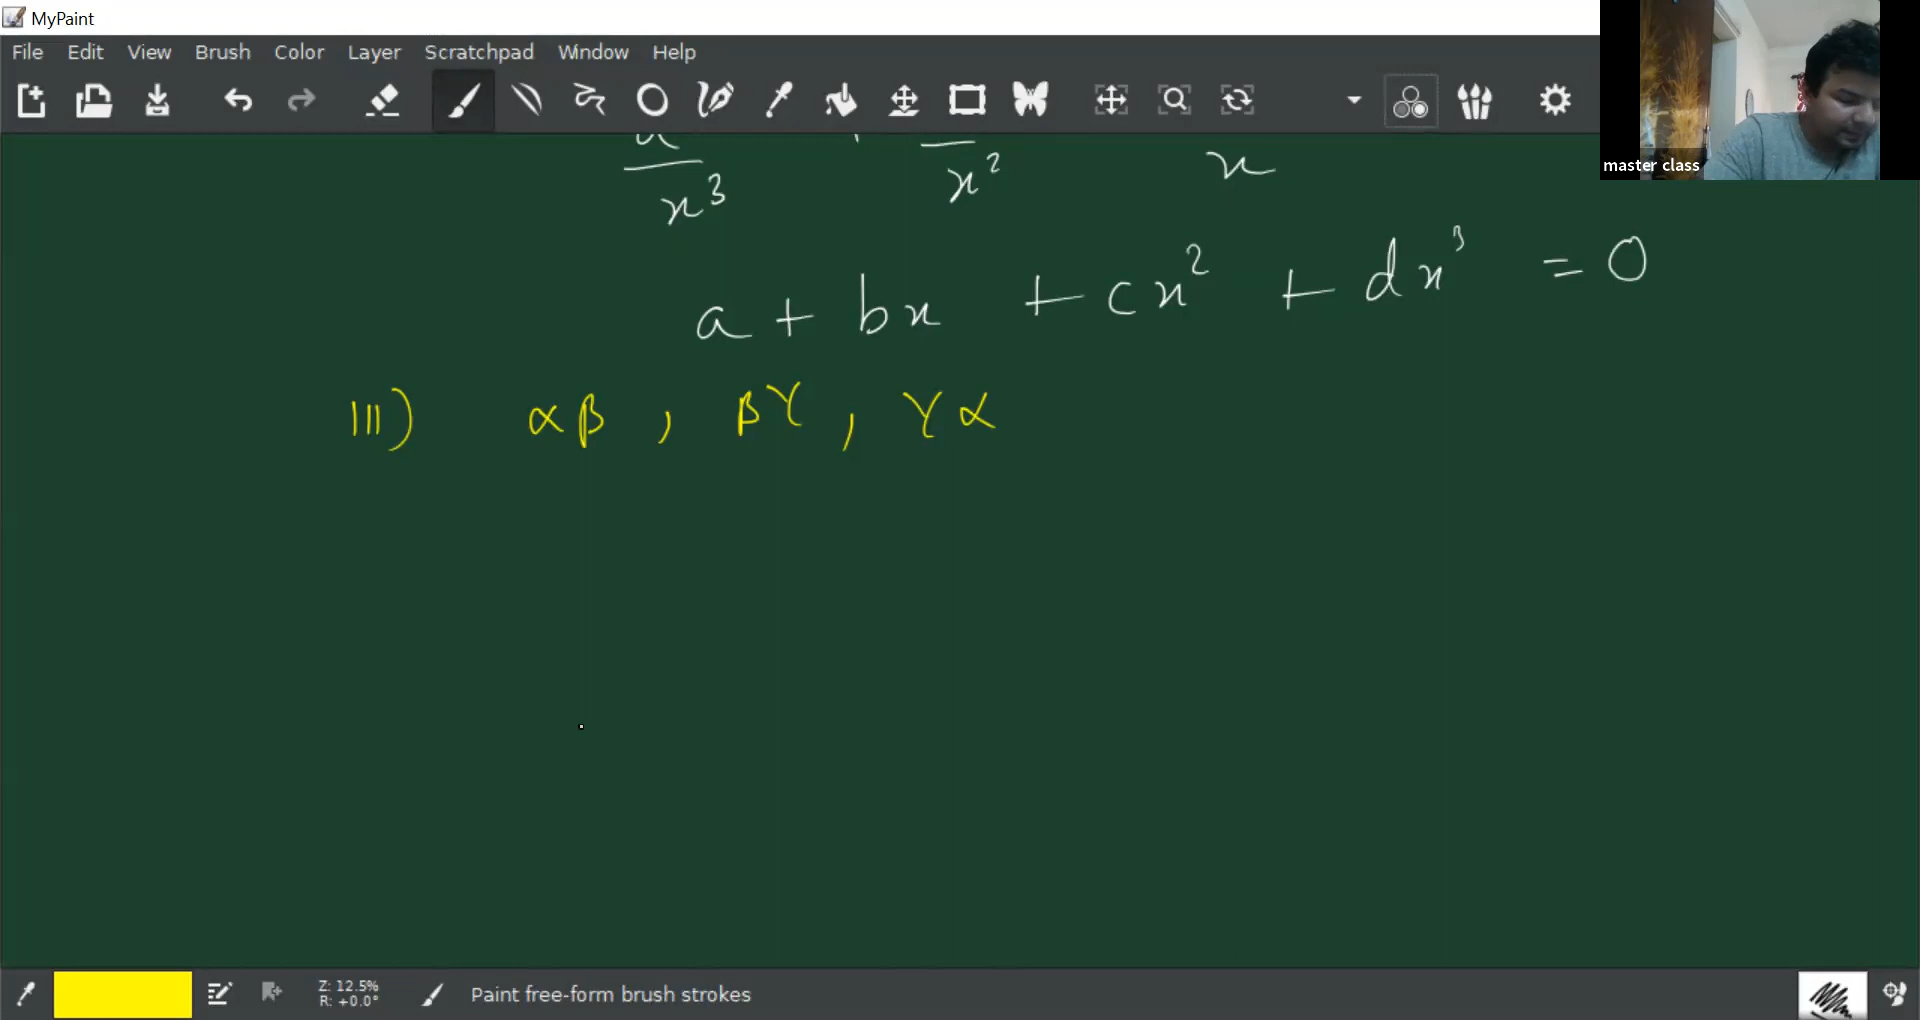 MyPaint
File Edit View Brush Color Layer Scratchpad Window Help
master class
x³ x² x
a + bx + cx² + dx³ = 0
III) αβ , βγ , γα
Z: 12.5%
R: +0.0°
Paint free-form brush strokes